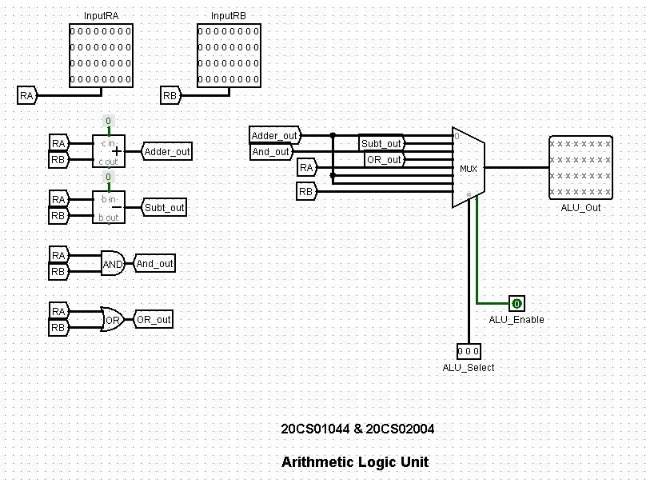 InputRA InputRB
0 0 0 0 0 0 0 0 0 0 0 0 0 0 0 0
0 0 0 0 0 0 0 0 0 0 0 0 0 0 0 0
0 0 0 0 0 0 0 0 0 0 0 0 0 0 0 0
0 0 0 0 0 0 0 0 0 0 0 0 0 0 0 0
RA RB
0
RA c in + Adder_out
RB c out
0
RA b in − Subt_out
RB b out
RA AND And_out
RB
RA OR OR_out
RB
Adder_out 0
Subt_out
And_out
OR_out
RA MUX
RB
x x x x x x x x
x x x x x x x x
x x x x x x x x
x x x x x x x x
ALU_Out
0
ALU_Enable
0 0 0
ALU_Select
20CS01044 & 20CS02004
Arithmetic Logic Unit